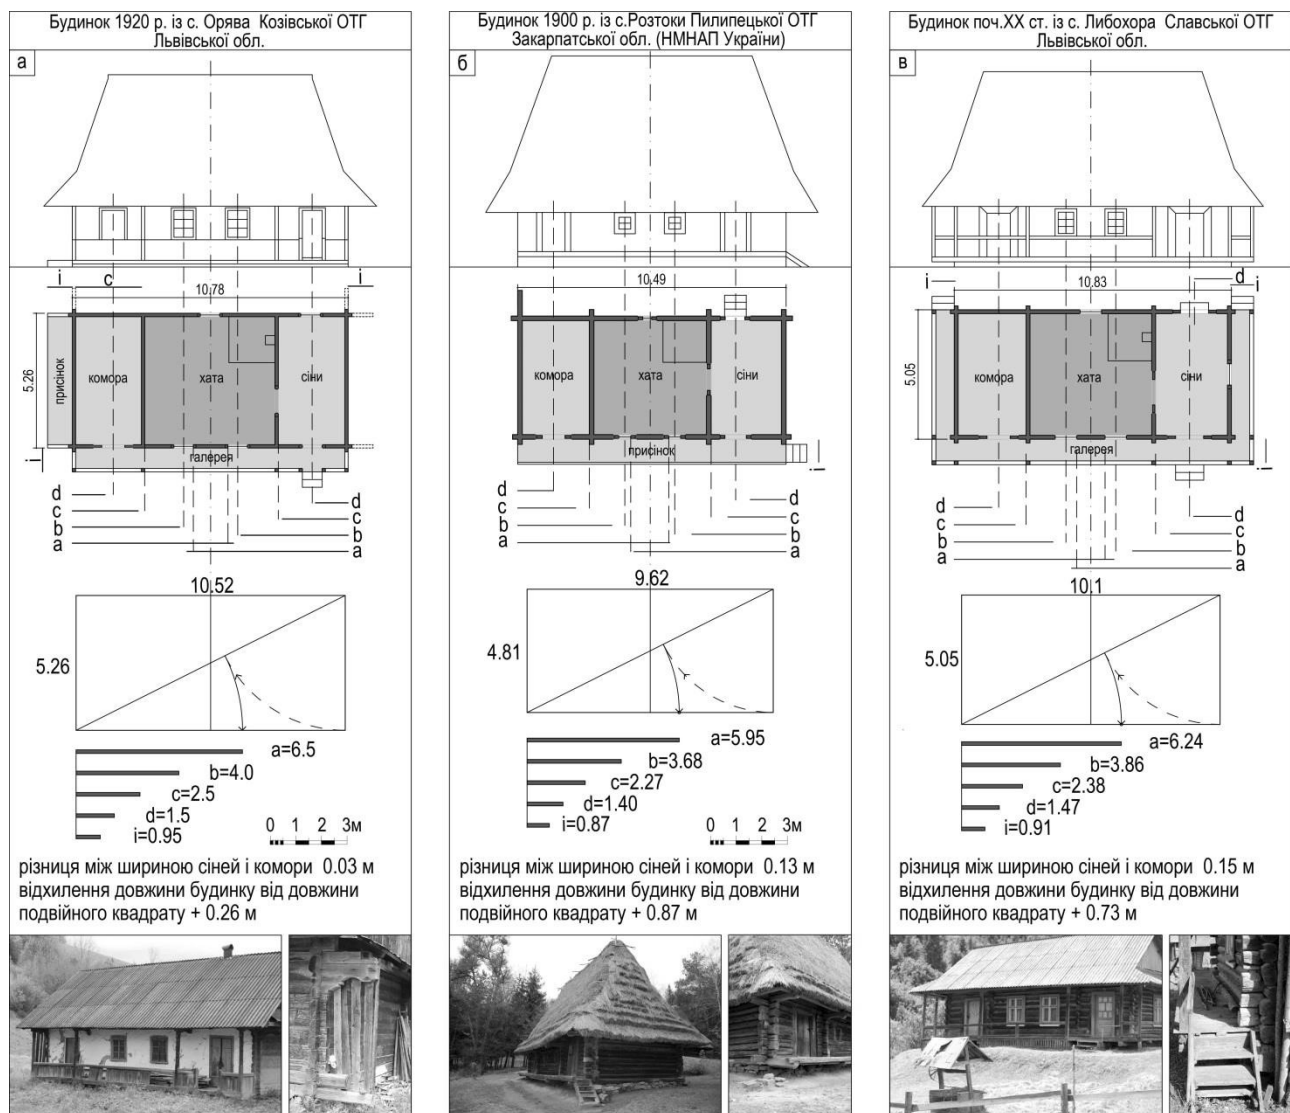 Будинок 1920 р. із с. Орява Козівської ОТГ
Львівської обл.
а
i
c
i
10.78
5.26
присінок
комора
хата
сіни
галерея
i
d
c
b
a
d
c
b
a
10.52
5.26
a=6.5
b=4.0
c=2.5
d=1.5
i=0.95
0 1 2 3м
різниця між шириною сіней і комори 0.03 м
відхилення довжини будинку від довжини
подвійного квадрату + 0.26 м
Будинок 1900 р. із с.Розтоки Пилипецької ОТГ
Закарпатської обл. (НМНАП України)
б
10.49
комора
хата
сіни
присінок
i
d
c
b
a
d
c
b
a
9.62
4.81
a=5.95
b=3.68
c=2.27
d=1.40
i=0.87
0 1 2 3м
різниця між шириною сіней і комори 0.13 м
відхилення довжини будинку від довжини
подвійного квадрату + 0.87 м
Будинок поч.XX ст. із с. Либохора Славської ОТГ
Львівської обл.
в
i
d
i
10.83
5.05
комора
хата
сіни
галерея
i
d
c
b
a
d
c
b
a
10.1
5.05
a=6.24
b=3.86
c=2.38
d=1.47
i=0.91
різниця між шириною сіней і комори 0.15 м
відхилення довжини будинку від довжини
подвійного квадрату + 0.73 м